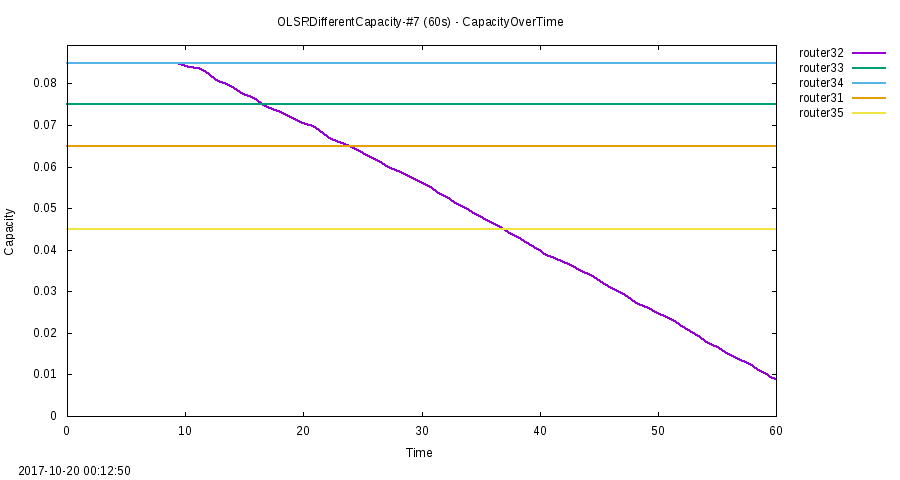 OLSRDifferentCapacity-#7 (60s) - CapacityOverTime
router32
router33
router34
router31
router35
Capacity
0.08
0.07
0.06
0.05
0.04
0.03
0.02
0.01
0
0 10 20 30 40 50 60
Time
2017-10-20 00:12:50